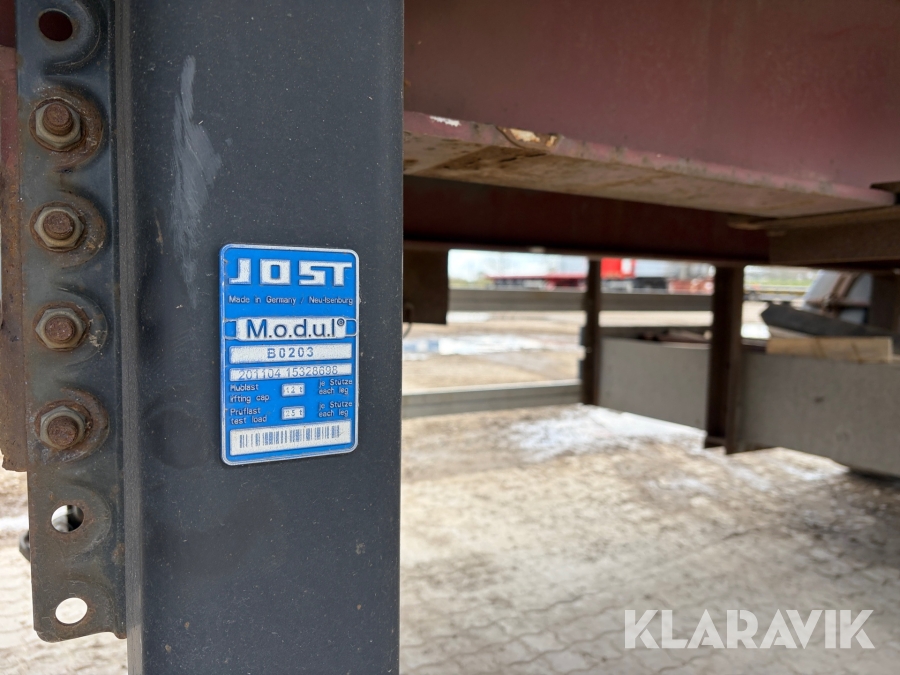 JOST
Made in Germany / Neu-Isenburg
M.o.d.u.l®
B0203
201104 15328698
Hublast
lifting cap
12 t
je Stütze
each leg
Prüflast
test load
25 t
je Stütze
each leg
KLARAVIK